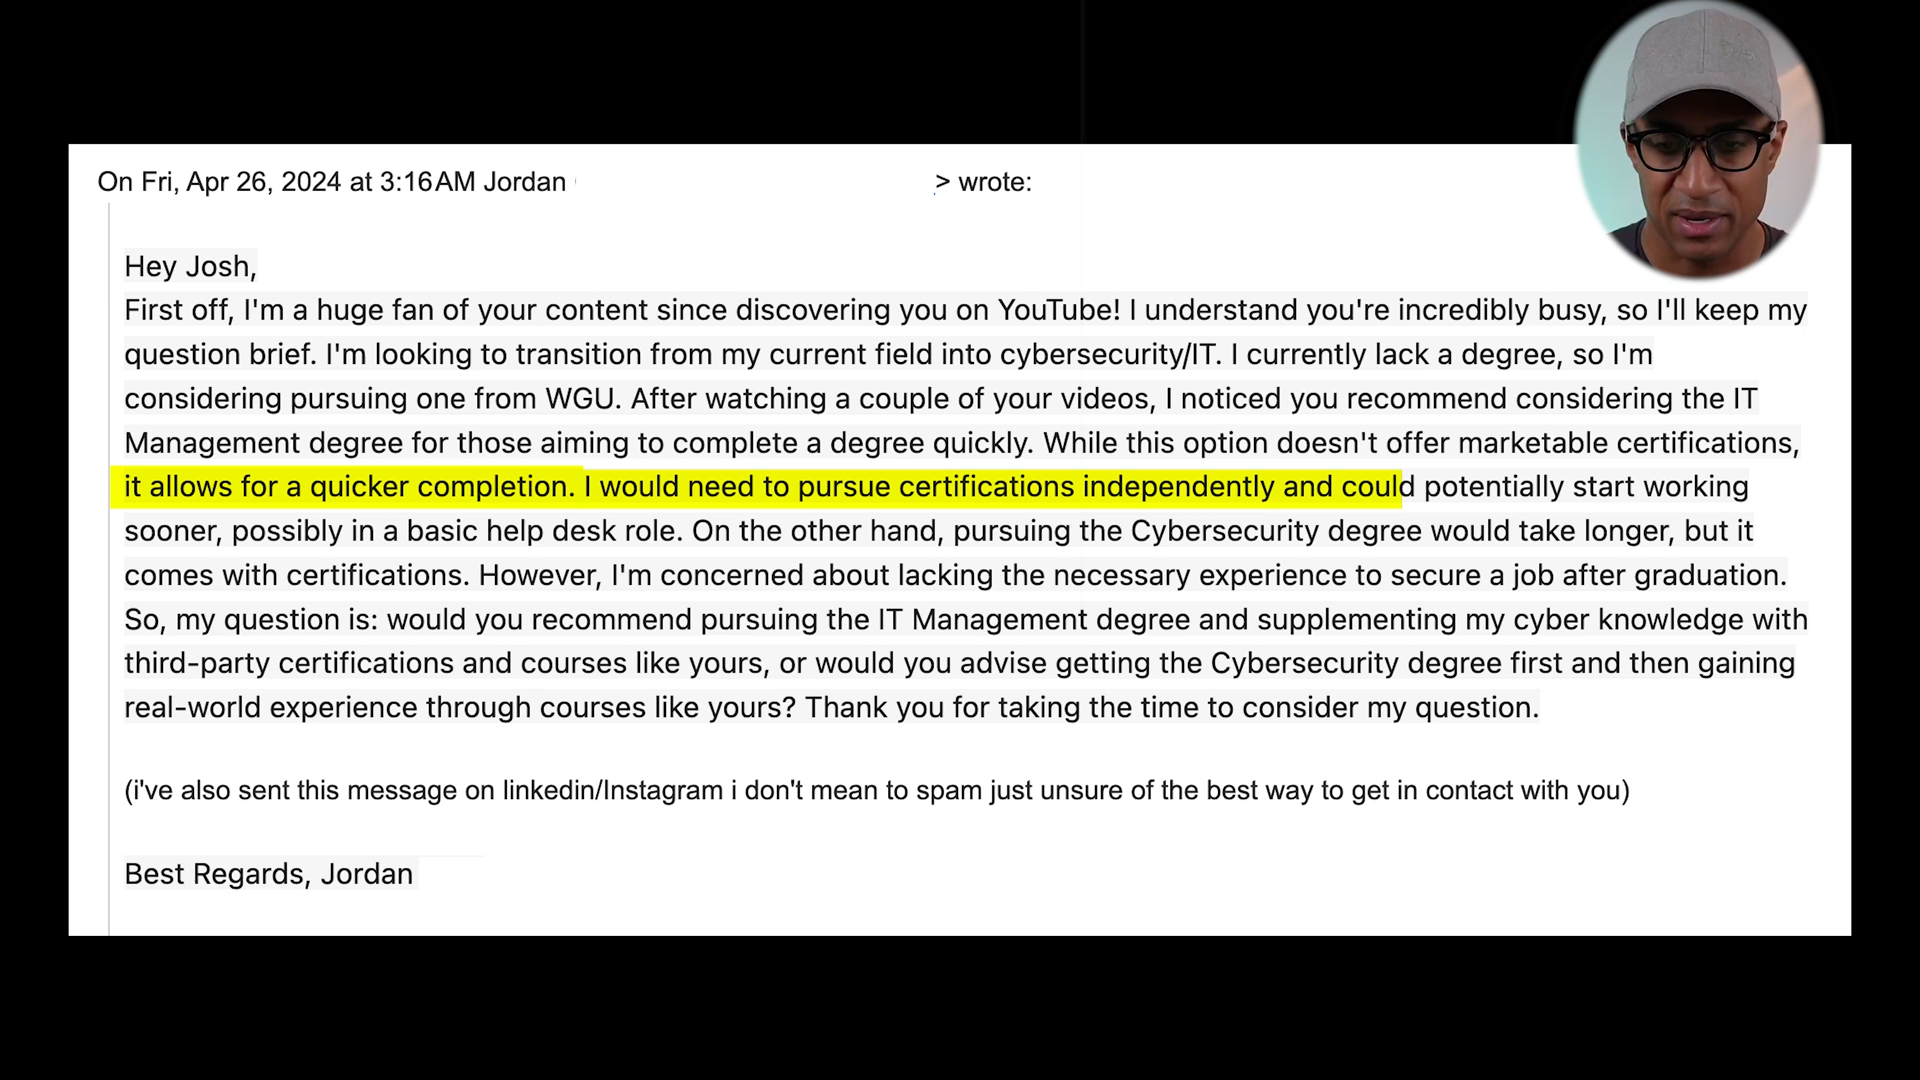 On Fri, Apr 26, 2024 at 3:16 AM Jordan > wrote:
Hey Josh,
First off, I'm a huge fan of your content since discovering you on YouTube! I understand you're incredibly busy, so I'll keep my
question brief. I'm looking to transition from my current field into cybersecurity/IT. I currently lack a degree, so I'm
considering pursuing one from WGU. After watching a couple of your videos, I noticed you recommend considering the IT
Management degree for those aiming to complete a degree quickly. While this option doesn't offer marketable certifications,
it allows for a quicker completion. I would need to pursue certifications independently and could potentially start working
sooner, possibly in a basic help desk role. On the other hand, pursuing the Cybersecurity degree would take longer, but it
comes with certifications. However, I'm concerned about lacking the necessary experience to secure a job after graduation.
So, my question is: would you recommend pursuing the IT Management degree and supplementing my cyber knowledge with
third-party certifications and courses like yours, or would you advise getting the Cybersecurity degree first and then gaining
real-world experience through courses like yours? Thank you for taking the time to consider my question.
(i've also sent this message on linkedin/Instagram i don't mean to spam just unsure of the best way to get in contact with you)
Best Regards, Jordan